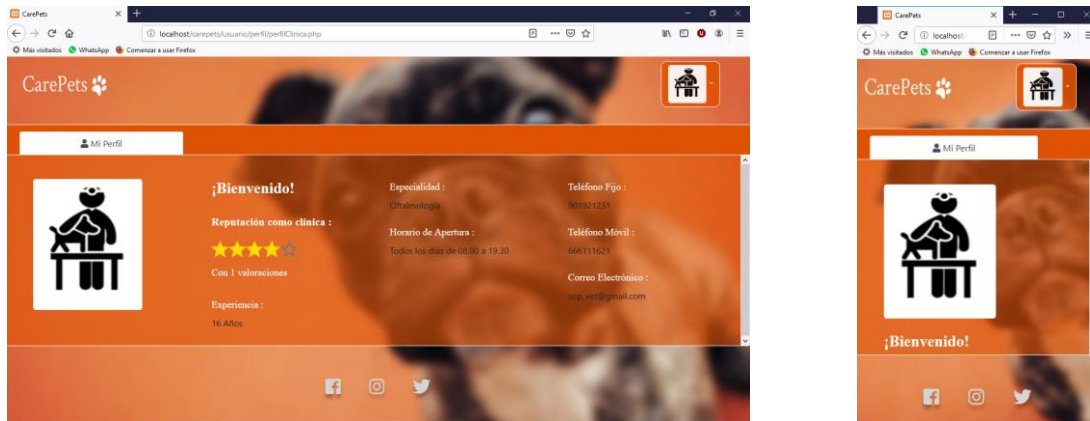 CarePets
localhost/carepets/usuario/perfil/perfilClinica.php
Más visitados WhatsApp Comenzar a usar Firefox
CarePets
Mi Perfil
¡Bienvenido!
Reputación como clínica :
Con 1 valoraciones
Experiencia :
16 Años
Especialidad :
Oftalmología
Horario de Apertura :
Todos los días de 08.00 a 19.30
Teléfono Fijo :
901921231
Teléfono Móvil :
666111621
Correo Electrónico :
sop_vet@gmail.com
CarePets
localhost
Más visitados WhatsApp Comenzar a usar Firefox
CarePets
Mi Perfil
¡Bienvenido!